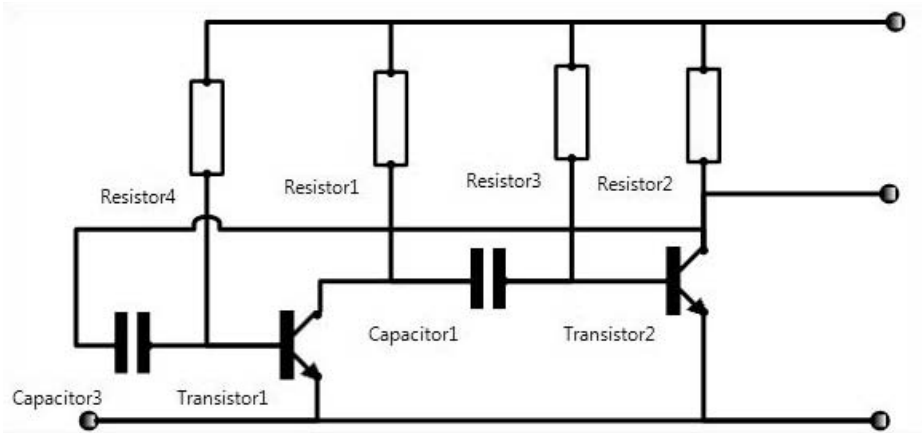 Resistor4
Resistor1
Resistor3
Resistor2
Capacitor1
Transistor2
Capacitor3
Transistor1